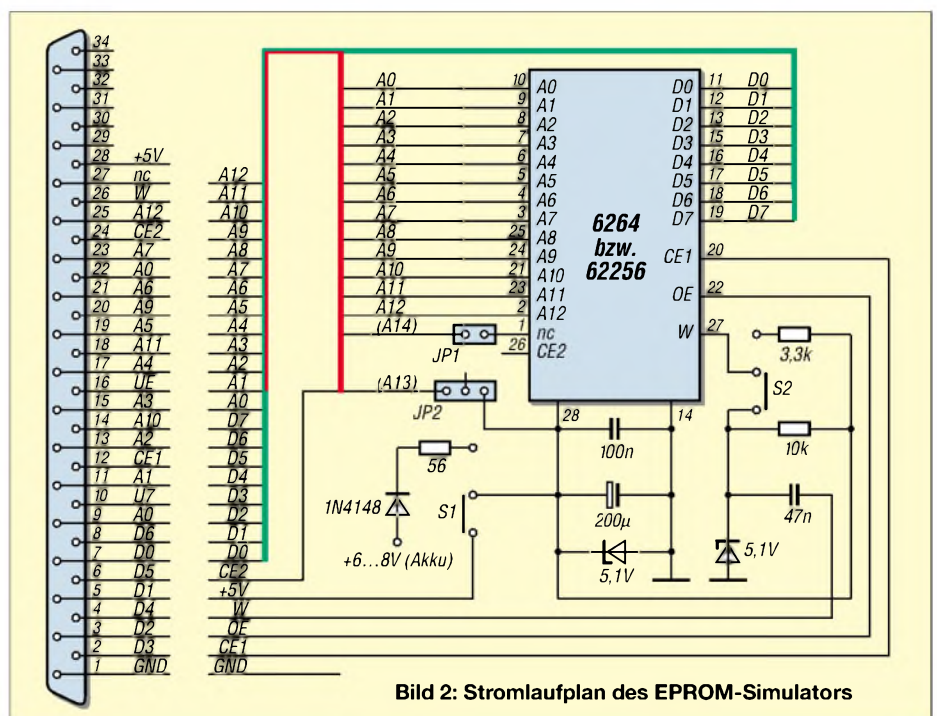 34
33
32
31
30
29
28 +5V
27 nc A12
26 W A11
25 A12 A10
24 CE2 A9
23 A7 A8
22 A0 A7
21 A6 A6
20 A9 A5
19 A5 A4
18 A11 A3
17 A4 A2
16 UE A1
15 A3 A0
14 A10 D7
13 A2 D6
12 CE1 D5
11 A1 D4
10 U7 D3
9 A0 D2
8 D6 D1
7 D0 D0
6 D5 CE2
5 D1 +5V
4 D4 W
3 D2 OE
2 D3 CE1
1 GND GND
A0 10 A0 D0 11 D0
A1 9 A1 D1 12 D1
A2 8 A2 D2 13 D2
A3 7 A3 D3 15 D3
A4 6 A4 D4 16 D4
A5 5 A5 D5 17 D5
A6 4 A6 D6 18 D6
A7 3 A7 D7 19 D7
A8 25 A8
A9 24 A9 CE1 20
A10 21 A10
A11 23 A11 OE 22
A12 2 A12
(A14) 1 nc W 27
26 CE2
6264
bzw.
62256
JP1
(A13)
JP2
28 14
3,3k
S2
10k
47n
5,1V
100n
200µ
5,1V
56
1N4148
S1
+6...8V (Akku)
Bild 2: Stromlaufplan des EPROM-Simulators